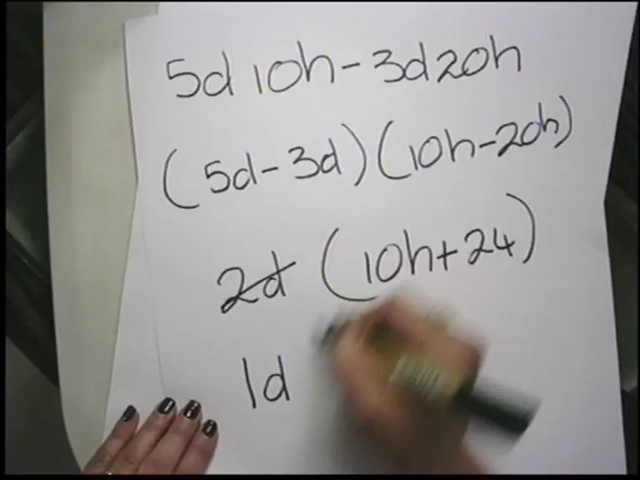 5d 10h - 3d 20h
(5d - 3d) (10h - 20h)
2d (10h + 24)
1d